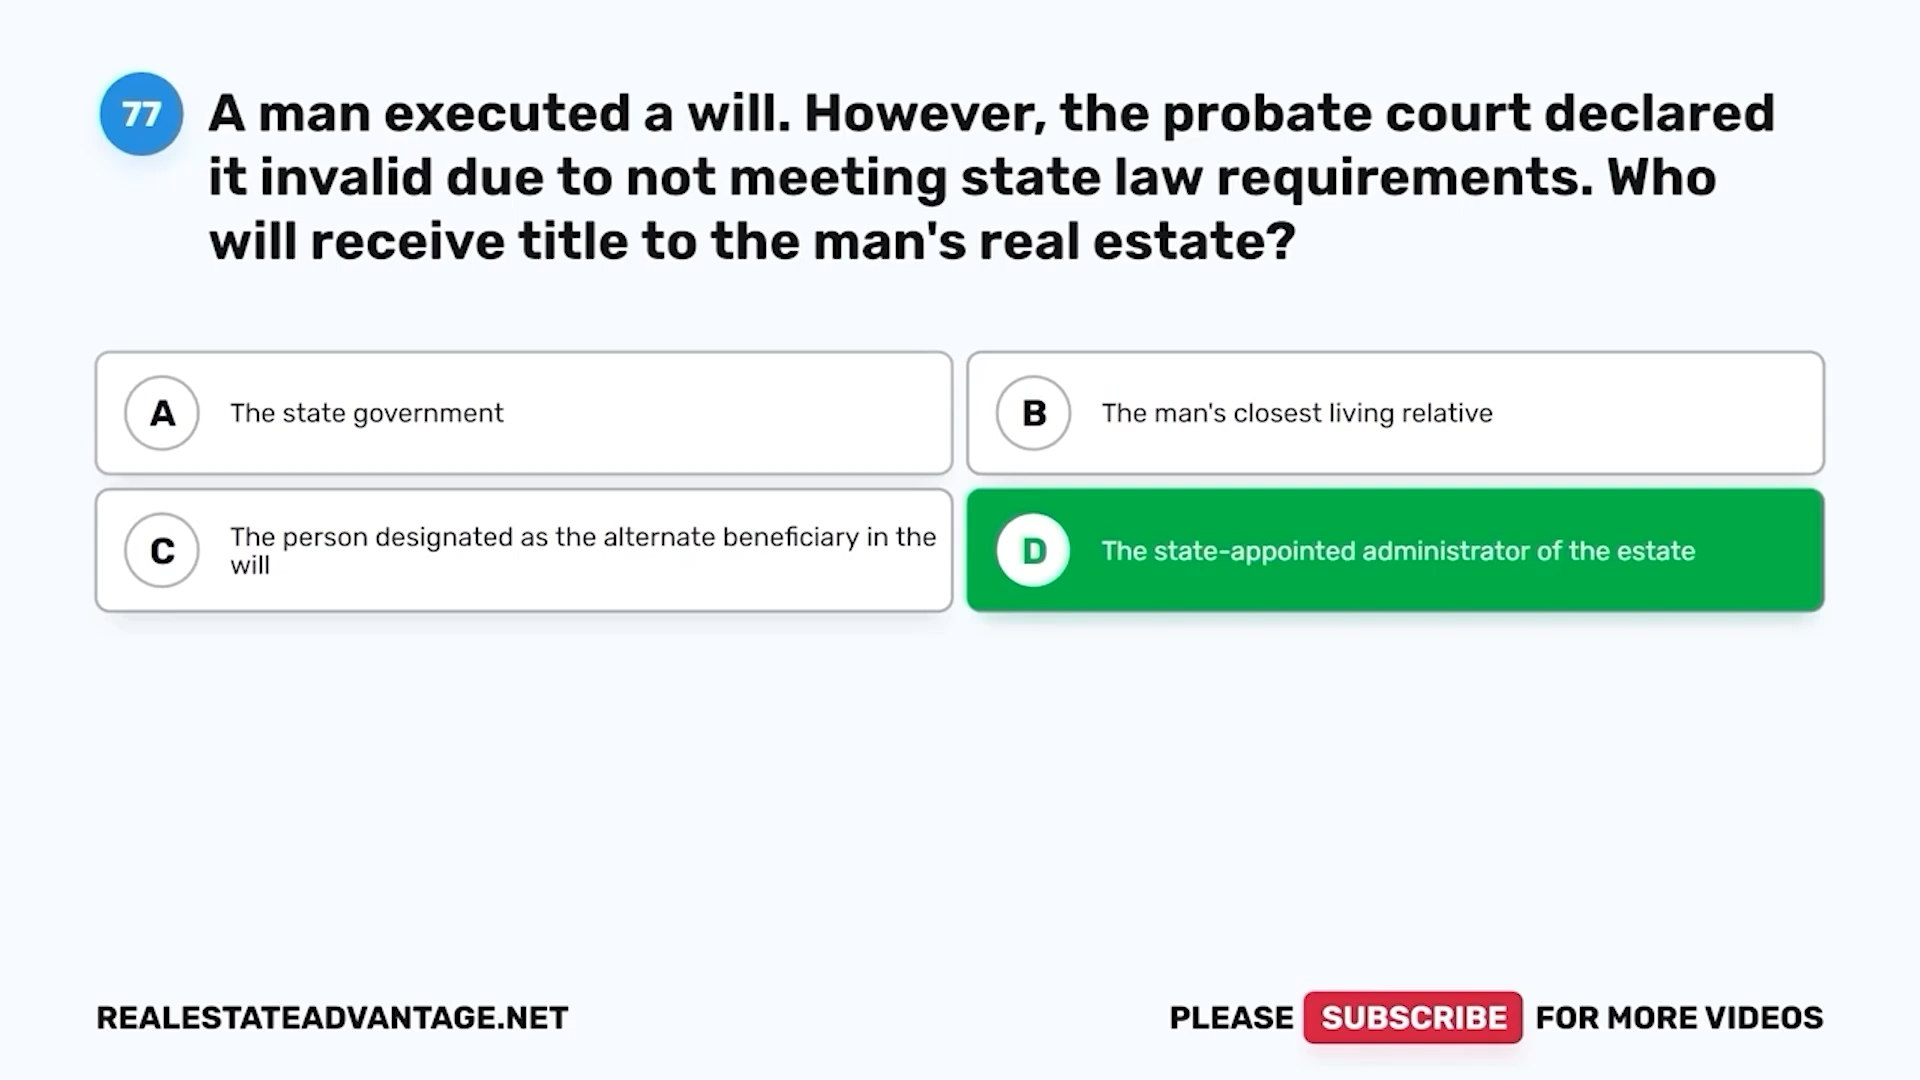 77
A man executed a will. However, the probate court declared
it invalid due to not meeting state law requirements. Who
will receive title to the man's real estate?
A The state government
B The man's closest living relative
C The person designated as the alternate beneficiary in the
will
D The state-appointed administrator of the estate
REALESTATEADVANTAGE.NET
PLEASE SUBSCRIBE FOR MORE VIDEOS